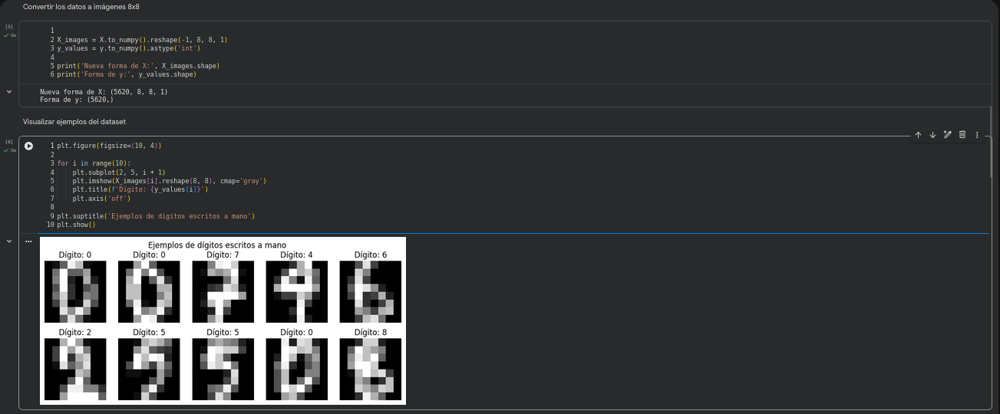 Convertir los datos a imágenes 8x8
[5]
0s
1
2 X_images = X.to_numpy().reshape(-1, 8, 8, 1)
3 y_values = y.to_numpy().astype('int')
4
5 print('Nueva forma de X:', X_images.shape)
6 print('Forma de y:', y_values.shape)
Nueva forma de X: (5620, 8, 8, 1)
Forma de y: (5620,)
Visualizar ejemplos del dataset
[6]
0s
1 plt.figure(figsize=(10, 4))
2
3 for i in range(10):
4     plt.subplot(2, 5, i + 1)
5     plt.imshow(X_images[i].reshape(8, 8), cmap='gray')
6     plt.title(f'Dígito: {y_values[i]}')
7     plt.axis('off')
8
9 plt.suptitle('Ejemplos de dígitos escritos a mano')
10 plt.show()
Ejemplos de dígitos escritos a mano
Dígito: 0 Dígito: 0 Dígito: 7 Dígito: 4 Dígito: 6
Dígito: 2 Dígito: 5 Dígito: 5 Dígito: 0 Dígito: 8